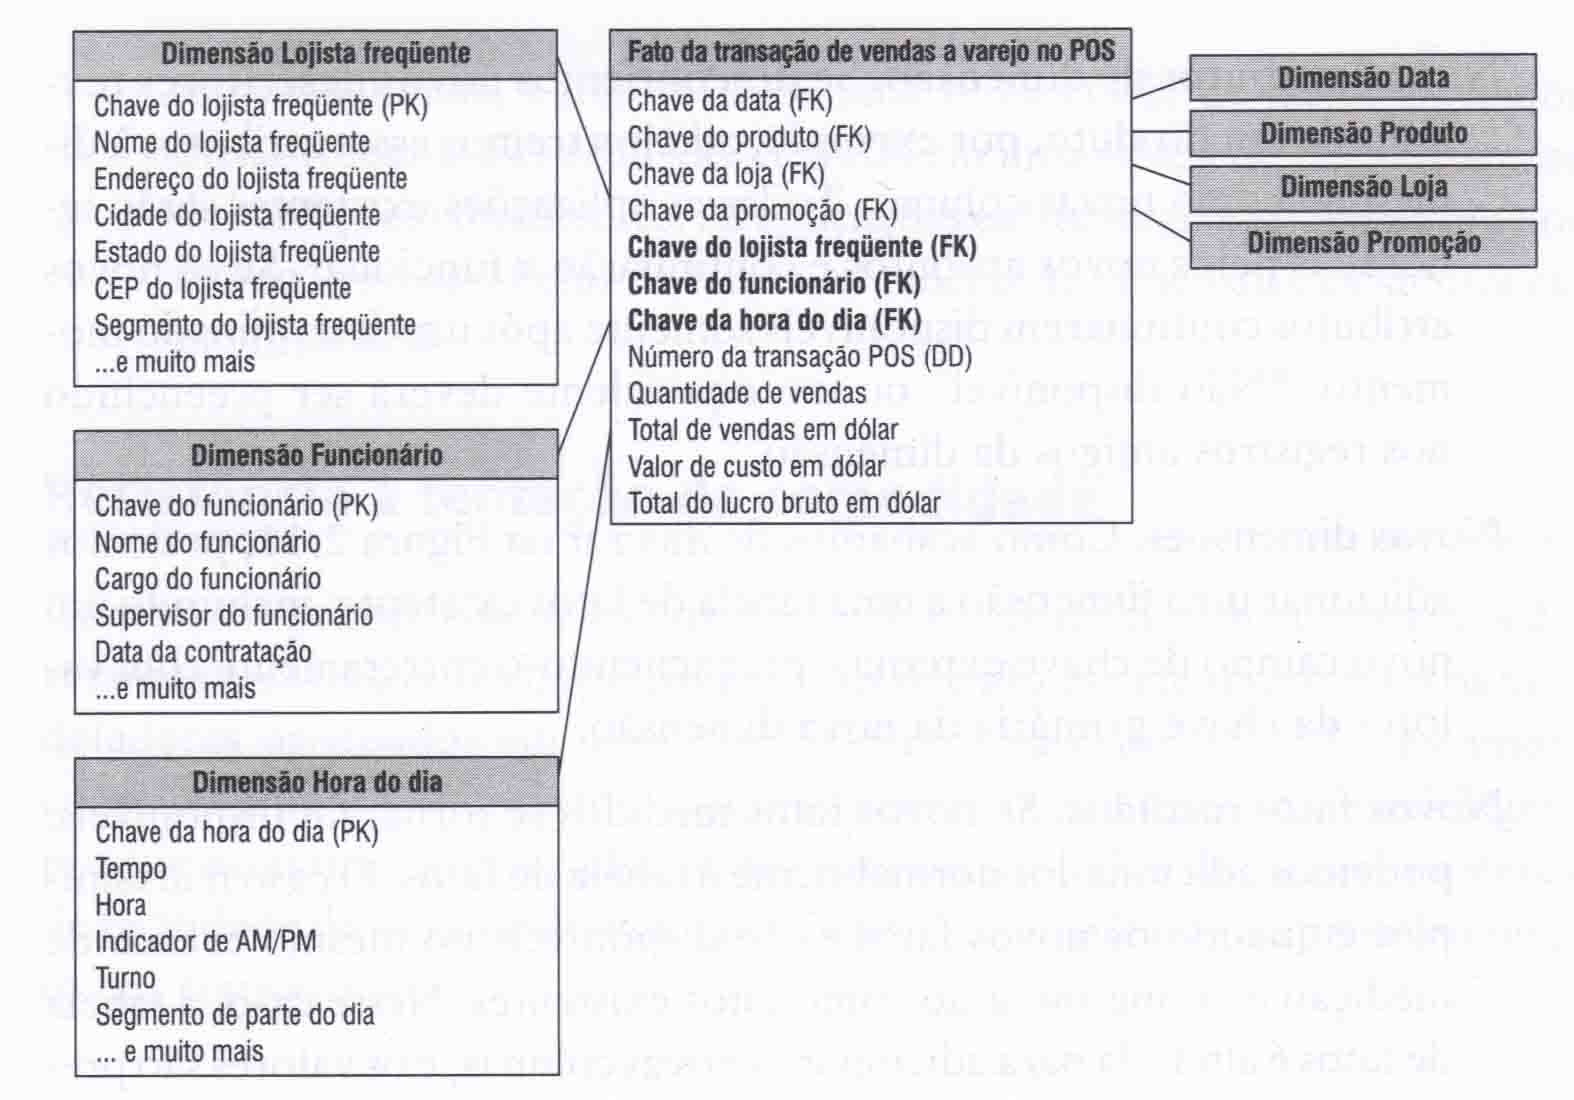 Dimensão Lojista freqüente
Chave do lojista freqüente (PK)
Nome do lojista freqüente
Endereço do lojista freqüente
Cidade do lojista freqüente
Estado do lojista freqüente
CEP do lojista freqüente
Segmento do lojista freqüente
...e muito mais
Dimensão Funcionário
Chave do funcionário (PK)
Nome do funcionário
Cargo do funcionário
Supervisor do funcionário
Data da contratação
...e muito mais
Dimensão Hora do dia
Chave da hora do dia (PK)
Tempo
Hora
Indicador de AM/PM
Turno
Segmento de parte do dia
... e muito mais
Fato da transação de vendas a varejo no POS
Chave da data (FK)
Chave do produto (FK)
Chave da loja (FK)
Chave da promoção (FK)
Chave do lojista freqüente (FK)
Chave do funcionário (FK)
Chave da hora do dia (FK)
Número da transação POS (DD)
Quantidade de vendas
Total de vendas em dólar
Valor de custo em dólar
Total do lucro bruto em dólar
Dimensão Data
Dimensão Produto
Dimensão Loja
Dimensão Promoção